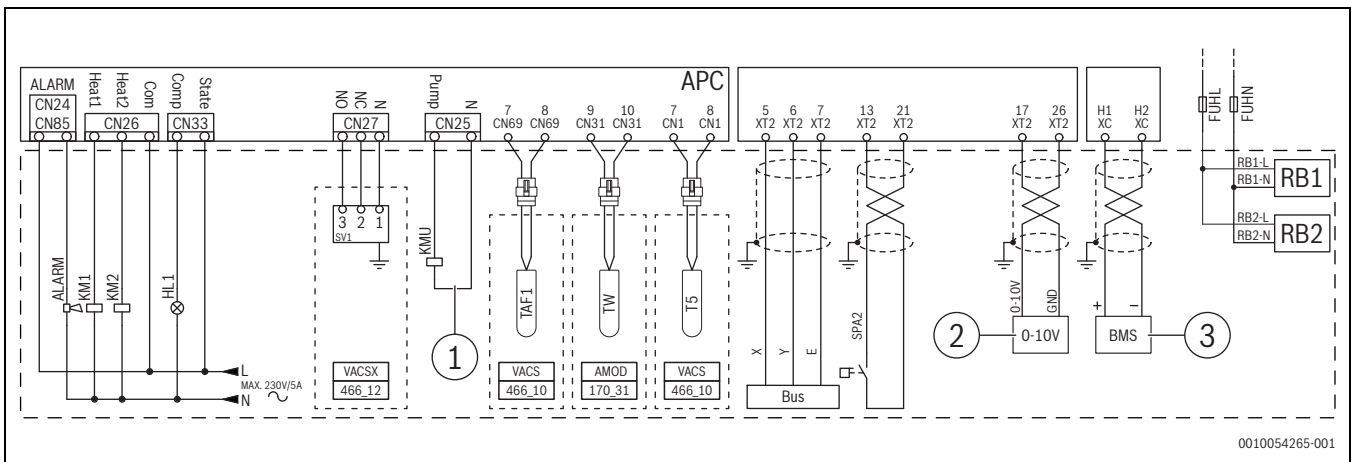 APC
ALARM
CN24
CN85
Heat1
Heat2
Com
CN26
Comp
State
CN33
NO
NC
N
CN27
Pump
N
CN25
7
CN69
8
CN69
9
CN31
10
CN31
7
CN1
8
CN1
5
XT2
6
XT2
7
XT2
13
XT2
21
XT2
17
XT2
26
XT2
H1
XC
H2
XC
FUHL
FUHN
RB1-L
RB1-N
RB1
RB2-L
RB2-N
RB2
3 2 1
SV1
ALARM
KM1
KM2
HL1
KMU
TAF1
TW
T5
X
Y
E
SPA2
0-10V
GND
+
−
1
2
0-10V
BMS
3
L
MAX. 230V/5A
N
VACSX
466_12
VACS
466_10
AMOD
170_31
VACS
466_10
Bus
0010054265-001